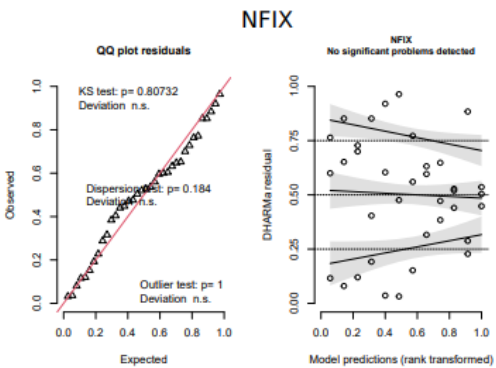 NFIX
QQ plot residuals
KS test: p= 0.80732
Deviation n.s.
Dispersion test: p= 0.184
Deviation n.s.
Outlier test: p= 1
Deviation n.s.
Observed
0.0 0.2 0.4 0.6 0.8 1.0
0.0 0.2 0.4 0.6 0.8 1.0
Expected
NFIX
No significant problems detected
DHARMa residual
0.00 0.25 0.50 0.75 1.00
0.0 0.2 0.4 0.6 0.8 1.0
Model predictions (rank transformed)